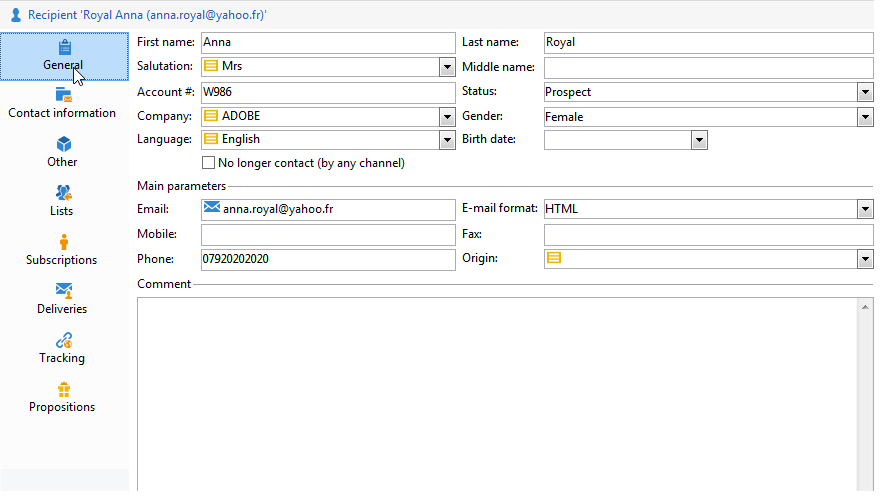 Recipient 'Royal Anna (anna.royal@yahoo.fr)'
General
Contact information
Other
Lists
Subscriptions
Deliveries
Tracking
Propositions
First name: Anna Last name: Royal
Salutation: Mrs Middle name:
Account #: W986 Status: Prospect
Company: ADOBE Gender: Female
Language: English Birth date:
No longer contact (by any channel)
Main parameters
Email: anna.royal@yahoo.fr E-mail format: HTML
Mobile: Fax:
Phone: 07920202020 Origin:
Comment